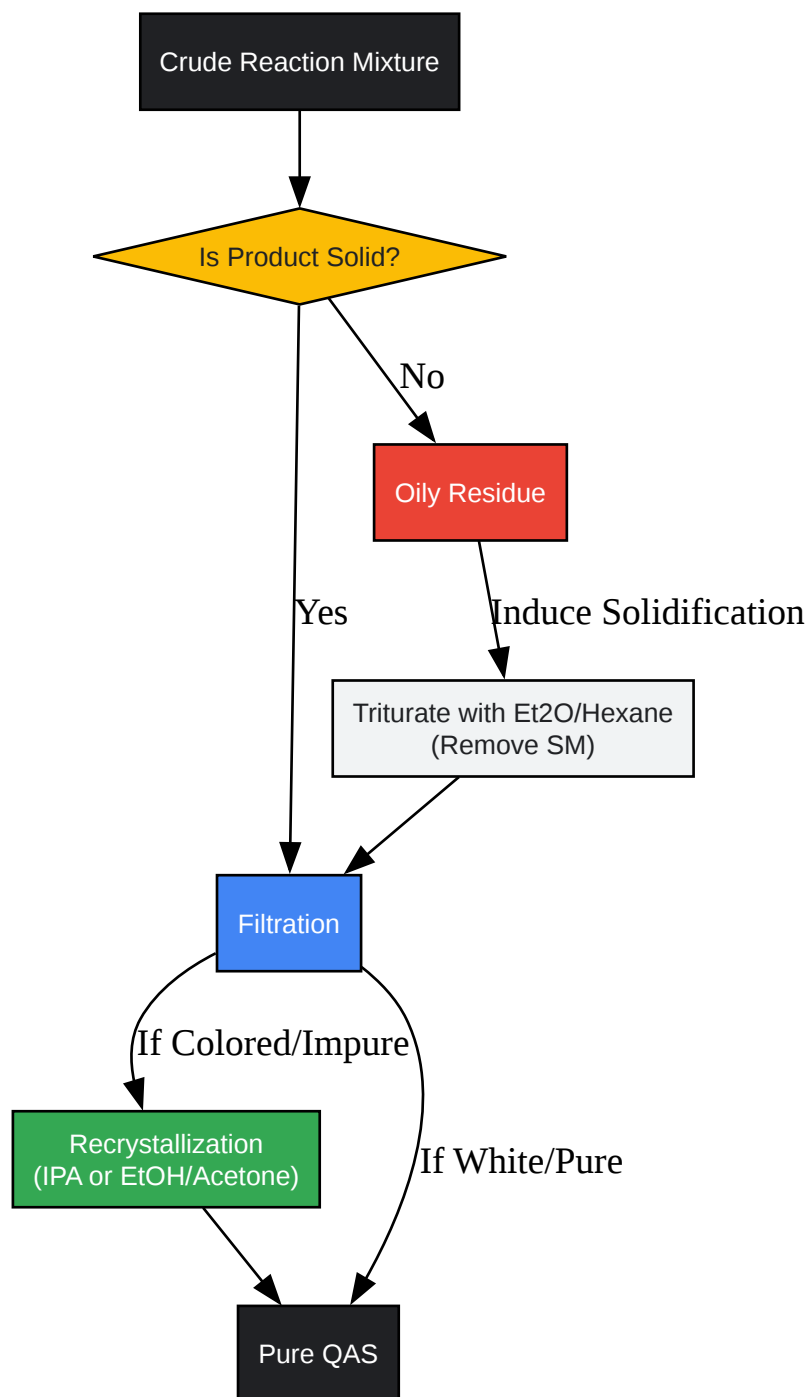 Crude Reaction Mixture
Is Product Solid?
No
Oily Residue
Yes
Induce Solidification
Triturate with Et2O/Hexane
(Remove SM)
Filtration
If Colored/Impure
Recrystallization
(IPA or EtOH/Acetone)
If White/Pure
Pure QAS